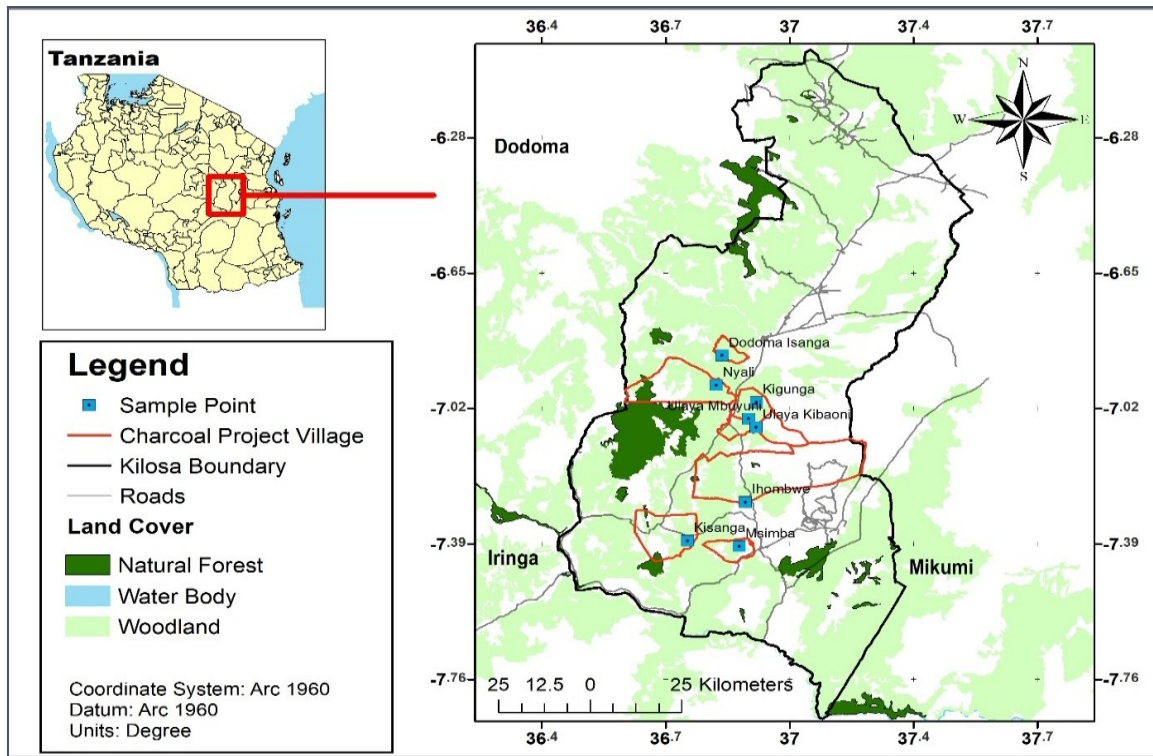 Tanzania
Legend
Sample Point
Charcoal Project Village
Kilosa Boundary
Roads
Land Cover
Natural Forest
Water Body
Woodland
Coordinate System: Arc 1960
Datum: Arc 1960
Units: Degree
36.4 36.7 37 37.4 37.7
N
W E
S
-6.28 -6.28
Dodoma
-6.65 -6.65
Dodoma Isanga
Nyali
Kigunga
-7.02 -7.02
Ulaya Mbuyuni Ulaya Kibaoni
Ihombwe
Kisanga Msimba
-7.39 -7.39
Iringa Mikumi
-7.76 -7.76
25 12.5 0 25 Kilometers
36.4 36.7 37 37.4 37.7